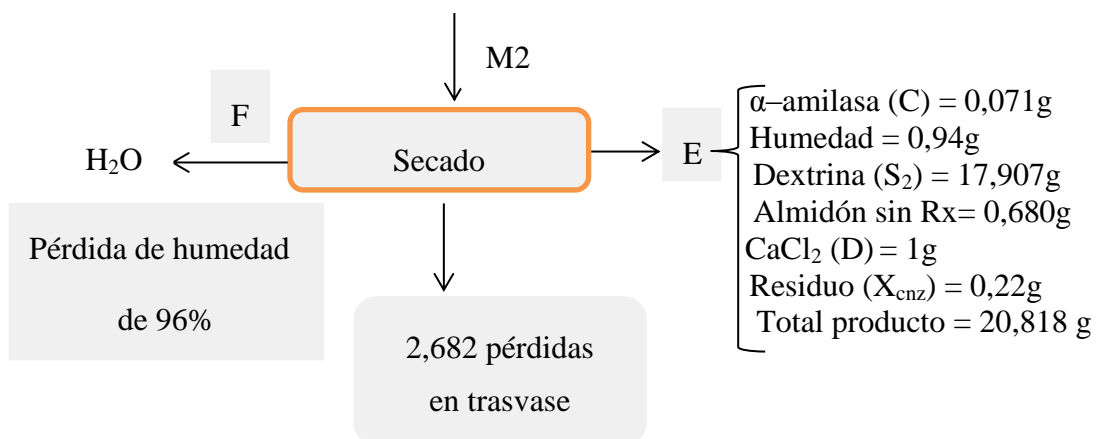 M2
F
H₂O
Secado
E
Pérdida de humedad
de 96%
2,682 pérdidas
en trasvase
α–amilasa (C) = 0,071g
Humedad = 0,94g
Dextrina (S₂) = 17,907g
Almidón sin Rx= 0,680g
CaCl₂ (D) = 1g
Residuo (Xcnz) = 0,22g
Total producto = 20,818 g